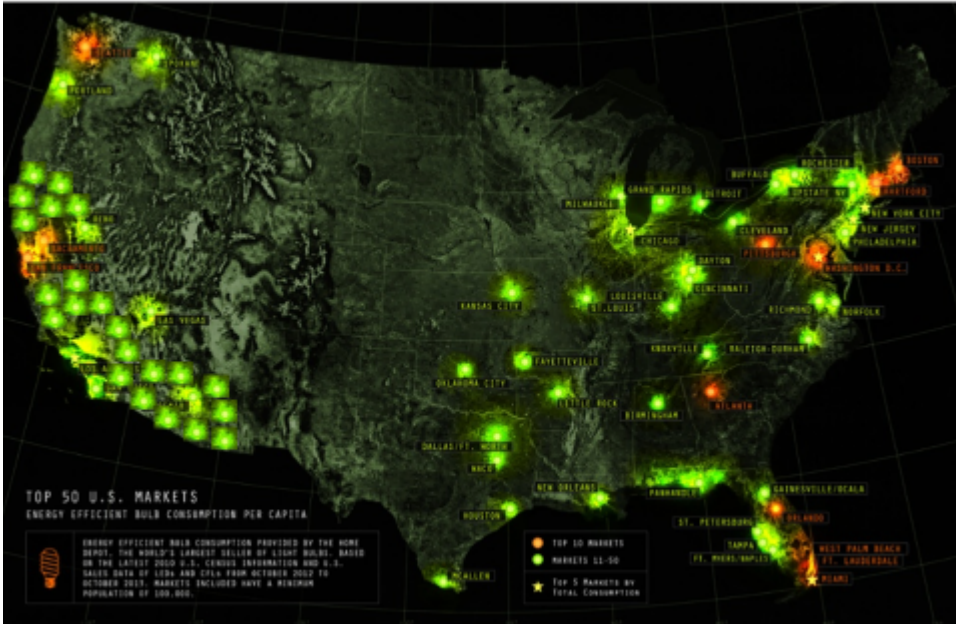 SEATTLE
SPOKANE
PORTLAND
ROCHESTER
BOSTON
BUFFALO
UPSTATE NY
HARTFORD
GRAND RAPIDS
DETROIT
MILWAUKEE
NEW YORK CITY
RENO
CLEVELAND
NEW JERSEY
CHICAGO
PHILADELPHIA
SACRAMENTO
PITTSBURGH
SAN FRANCISCO
DAYTON
WASHINGTON D.C.
CINCINNATI
KANSAS CITY
LOUISVILLE
ST.LOUIS
RICHMOND
NORFOLK
LAS VEGAS
KNOXVILLE
RALEIGH-DURHAM
FAYETTEVILLE
OKLAHOMA CITY
LITTLE ROCK
ATLANTA
BIRMINGHAM
DALLAS/FT. WORTH
WACO
NEW ORLEANS
PANHANDLE
GAINESVILLE/OCALA
HOUSTON
ORLANDO
ST. PETERSBURG
TAMPA
WEST PALM BEACH
FT. MYERS/NAPLES
FT. LAUDERDALE
MCALLEN
MIAMI
TOP 50 U.S. MARKETS
ENERGY EFFICIENT BULB CONSUMPTION PER CAPITA
ENERGY EFFICIENT BULB CONSUMPTION PROVIDED BY THE HOME
DEPOT, THE WORLD'S LARGEST SELLER OF LIGHT BULBS. BASED
ON THE LATEST 2010 U.S. CENSUS INFORMATION AND U.S.
SALES DATA OF LEDs AND CFLs FROM OCTOBER 2012 TO
OCTOBER 2013. MARKETS INCLUDED HAVE A MINIMUM
POPULATION OF 100,000.
TOP 10 MARKETS
MARKETS 11-50
TOP 5 MARKETS BY
TOTAL CONSUMPTION